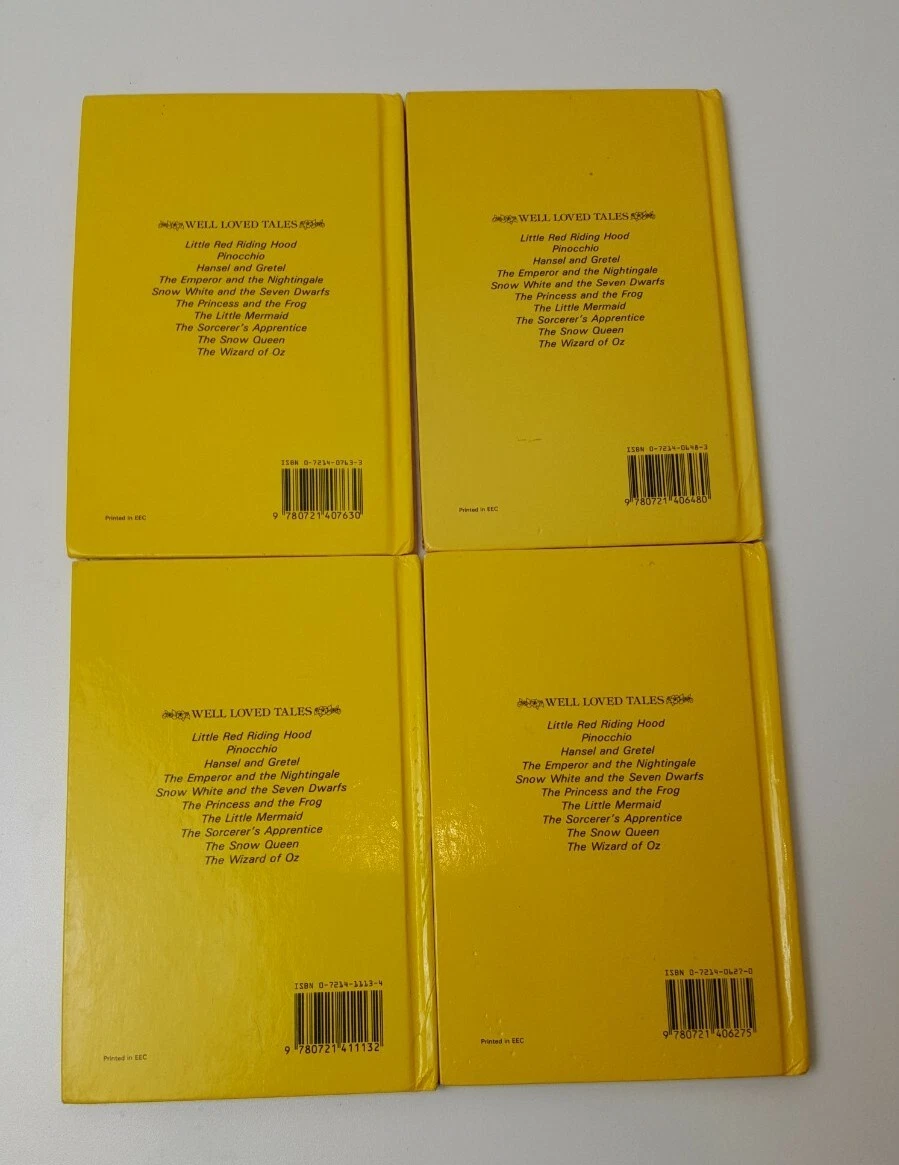 WELL LOVED TALES
Little Red Riding Hood
Pinocchio
Hansel and Gretel
The Emperor and the Nightingale
Snow White and the Seven Dwarfs
The Princess and the Frog
The Little Mermaid
The Sorcerer's Apprentice
The Snow Queen
The Wizard of Oz
ISBN 0-7214-0763-3
9 780721 407630
Printed in EEC
WELL LOVED TALES
Little Red Riding Hood
Pinocchio
Hansel and Gretel
The Emperor and the Nightingale
Snow White and the Seven Dwarfs
The Princess and the Frog
The Little Mermaid
The Sorcerer's Apprentice
The Snow Queen
The Wizard of Oz
ISBN 0-7214-0648-3
9 780721 406480
Printed in EEC
WELL LOVED TALES
Little Red Riding Hood
Pinocchio
Hansel and Gretel
The Emperor and the Nightingale
Snow White and the Seven Dwarfs
The Princess and the Frog
The Little Mermaid
The Sorcerer's Apprentice
The Snow Queen
The Wizard of Oz
ISBN 0-7214-1113-4
9 780721 411132
Printed in EEC
WELL LOVED TALES
Little Red Riding Hood
Pinocchio
Hansel and Gretel
The Emperor and the Nightingale
Snow White and the Seven Dwarfs
The Princess and the Frog
The Little Mermaid
The Sorcerer's Apprentice
The Snow Queen
The Wizard of Oz
ISBN 0-7214-0627-0
9 780721 406275
Printed in EEC